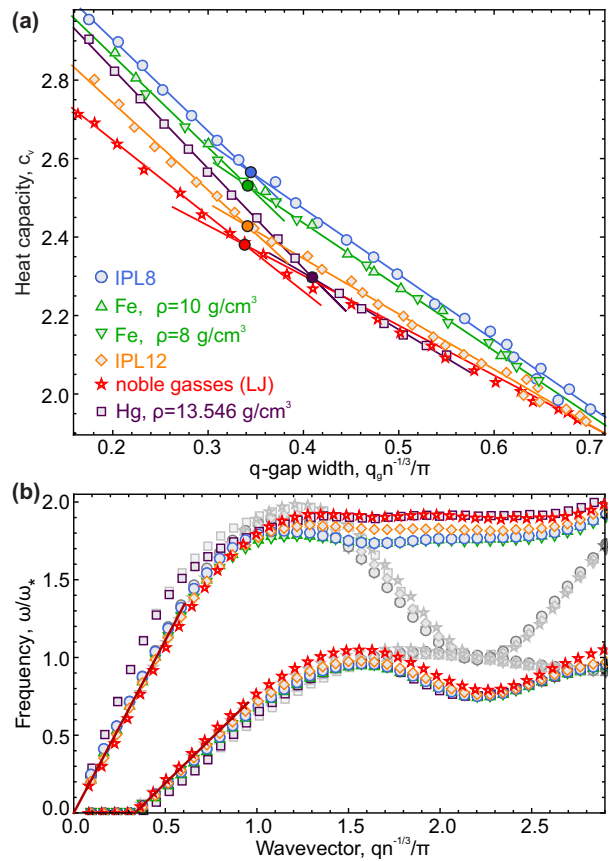 (a)
Heat capacity, cᵥ
2.8
2.6
2.4
2.2
2.0
IPL8
Fe, ρ=10 g/cm³
Fe, ρ=8 g/cm³
IPL12
noble gasses (LJ)
Hg, ρ=13.546 g/cm³
0.2 0.3 0.4 0.5 0.6 0.7
q-gap width, q_g n^-1/3/π
(b)
Frequency, ω/ω_*
2.0
1.5
1.0
0.5
0.0
0.0 0.5 1.0 1.5 2.0 2.5
Wavevector, qn^-1/3/π